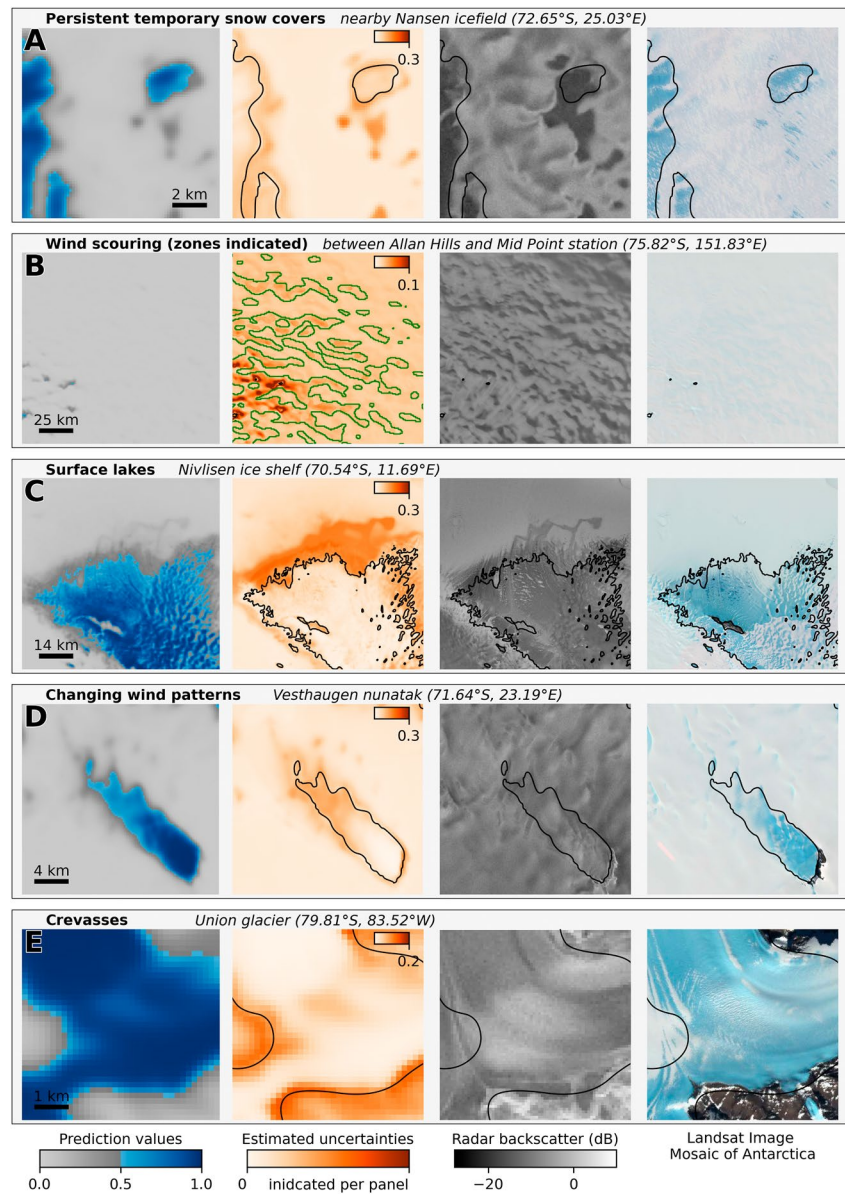 Persistent temporary snow covers nearby Nansen icefield (72.65°S, 25.03°E)
A
0.3
2 km
Wind scouring (zones indicated) between Allan Hills and Mid Point station (75.82°S, 151.83°E)
B
0.1
25 km
Surface lakes Nivlisen ice shelf (70.54°S, 11.69°E)
C
0.3
14 km
Changing wind patterns Vesthaugen nunatak (71.64°S, 23.19°E)
D
0.3
4 km
Crevasses Union glacier (79.81°S, 83.52°W)
E
0.2
1 km
Prediction values Estimated uncertainties Radar backscatter (dB) Landsat Image
Mosaic of Antarctica
0.0 0.5 1.0 0 inidcated per panel −20 0